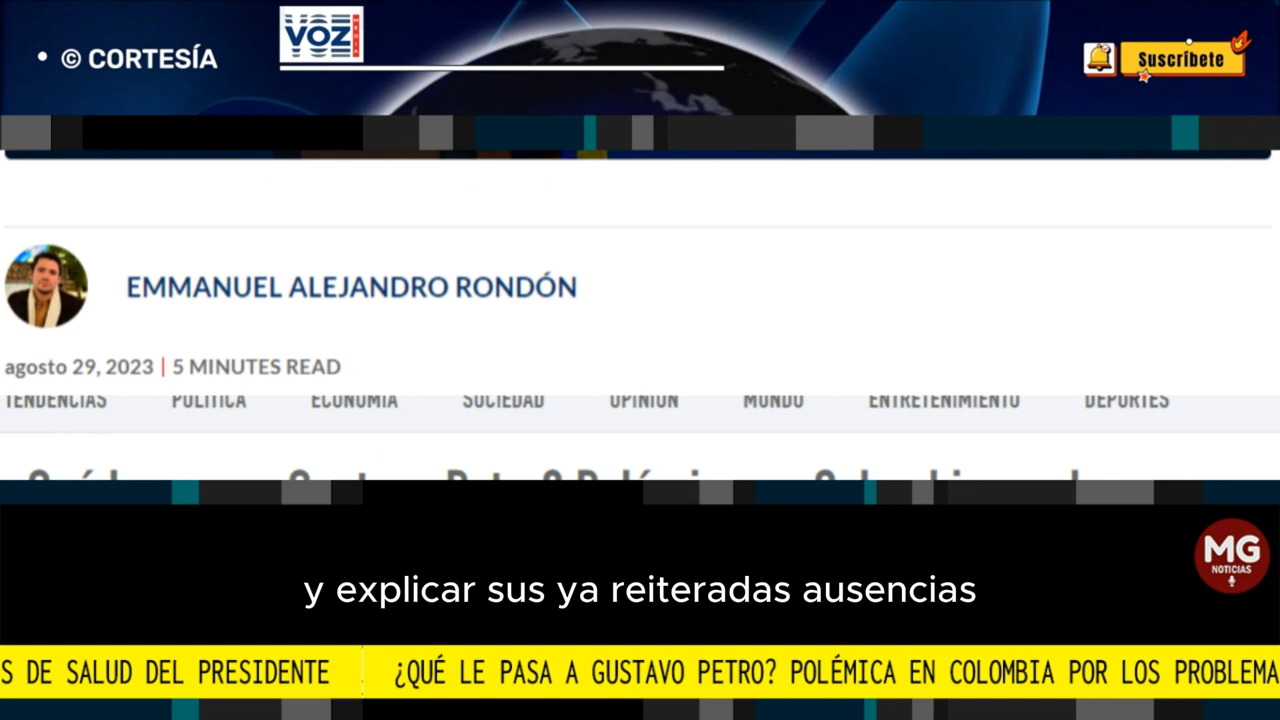 • © CORTESÍA
VOZ
MEDIA
Suscríbete
EMMANUEL ALEJANDRO RONDÓN
agosto 29, 2023 | 5 MINUTES READ
TENDENCIAS POLÍTICA ECONOMÍA SOCIEDAD OPINIÓN MUNDO ENTRETENIMIENTO DEPORTES
MG
NOTICIAS
y explicar sus ya reiteradas ausencias
S DE SALUD DEL PRESIDENTE ¿QUÉ LE PASA A GUSTAVO PETRO? POLÉMICA EN COLOMBIA POR LOS PROBLEMA